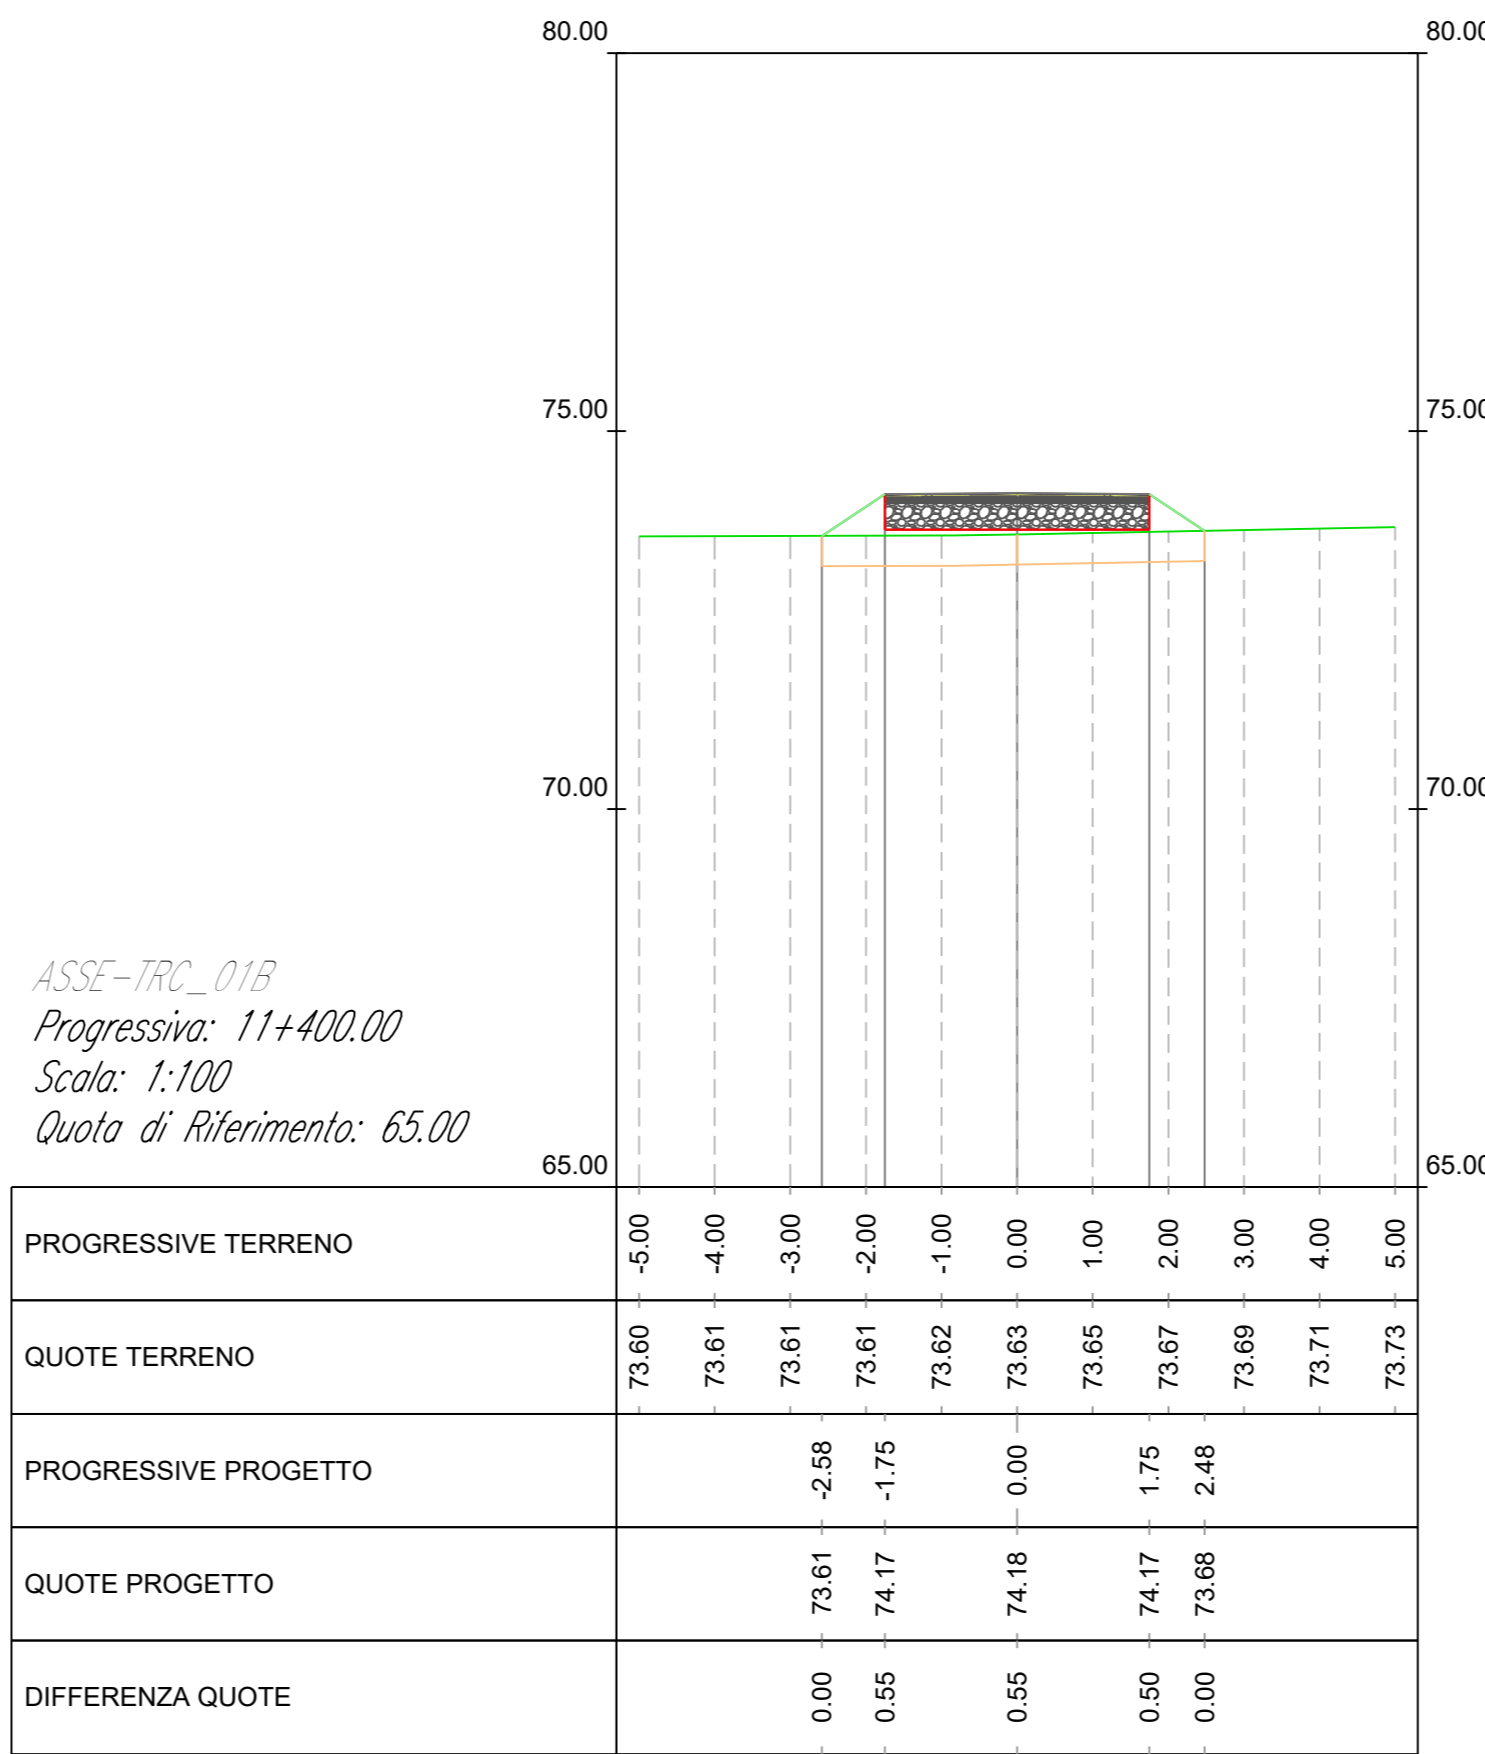 80.00 80.00
75.00 75.00
70.00 70.00
ASSE-TRC_01B
Progressiva: 11+400.00
Scala: 1:100
Quota di Riferimento: 65.00
65.00 65.00
PROGRESSIVE TERRENO -5.00 -4.00 -3.00 -2.00 -1.00 0.00 1.00 2.00 3.00 4.00 5.00
QUOTE TERRENO 73.60 73.61 73.61 73.61 73.62 73.63 73.65 73.67 73.69 73.71 73.73
PROGRESSIVE PROGETTO -2.58 -1.75 0.00 1.75 2.48
QUOTE PROGETTO 73.61 74.17 74.18 74.17 73.68
DIFFERENZA QUOTE 0.00 0.55 0.55 0.50 0.00